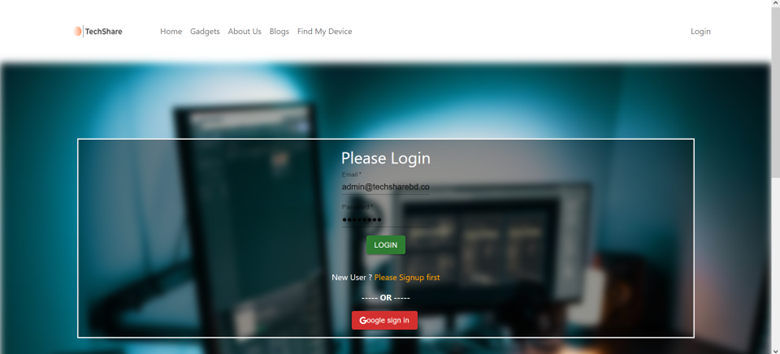 TechShare Home Gadgets About Us Blogs Find My Device Login
Please Login
Email *
admin@techsharebd.co
Password *
LOGIN
New User ? Please Signup first
----- OR -----
Google sign in